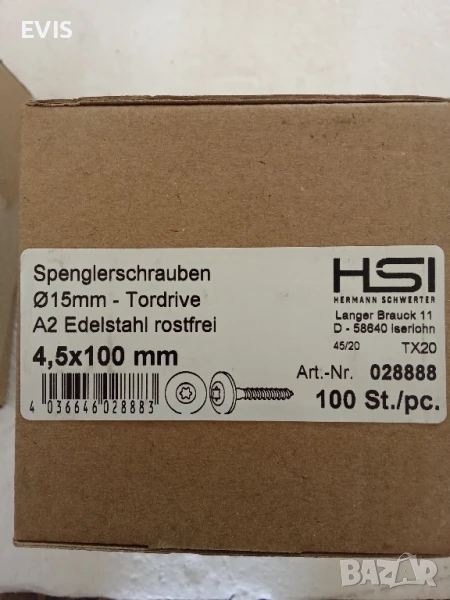 EVIS
Spenglerschrauben
Ø15mm - Tordrive
A2 Edelstahl rostfrei
4,5x100 mm
4 036646 028883
HSI
HERMANN SCHWERTER
Langer Brauck 11
D - 58640 Iserlohn
45/20 TX20
Art.-Nr. 028888
100 St./pc.
BAZAR